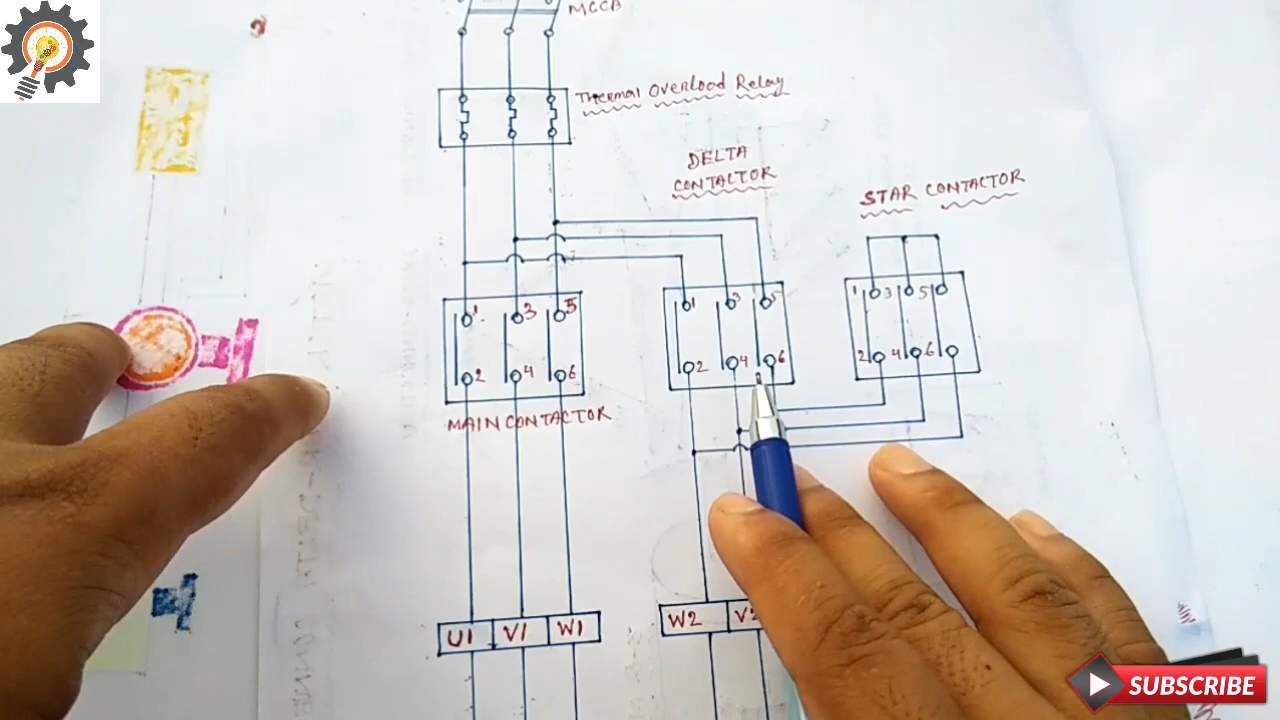 MCCB
Thermal Overload Relay
DELTA
CONTACTOR
STAR CONTACTOR
1 3 5
2 4 6
MAIN CONTACTOR
1 3 5
2 4 6
1 3 5
2 4 6
U1 V1 W1
W2
SUBSCRIBE